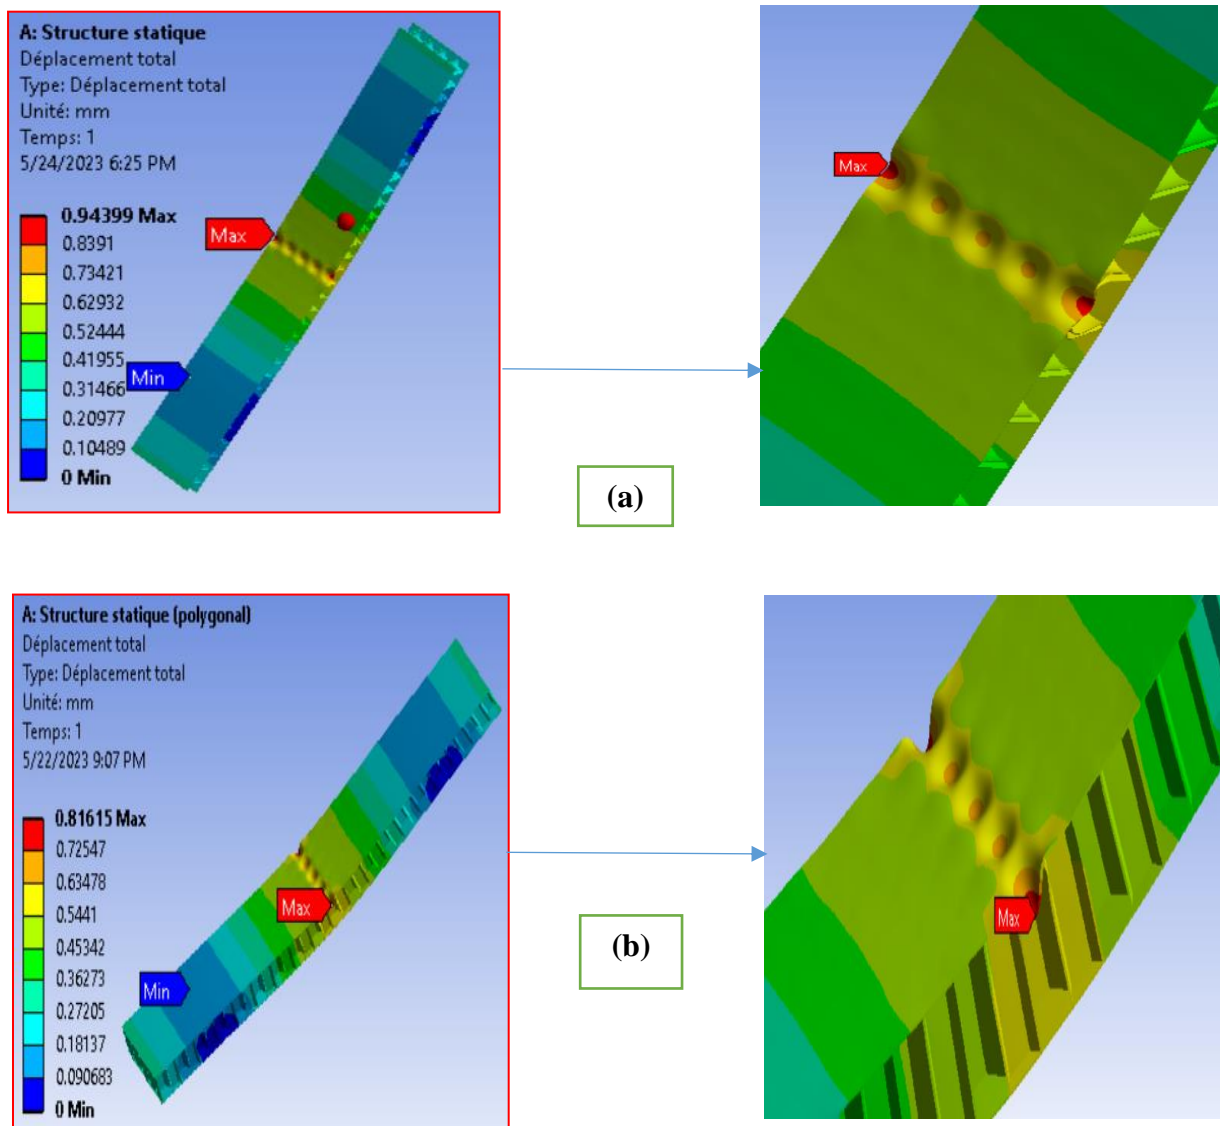 A: Structure statique
Déplacement total
Type: Déplacement total
Unité: mm
Temps: 1
5/24/2023 6:25 PM
0.94399 Max
0.8391
0.73421
0.62932
0.52444
0.41955
0.31466
0.20977
0.10489
0 Min
Max
Min
Max
(a)
A: Structure statique (polygonal)
Déplacement total
Type: Déplacement total
Unité: mm
Temps: 1
5/22/2023 9:07 PM
0.81615 Max
0.72547
0.63478
0.5441
0.45342
0.36273
0.27205
0.18137
0.090683
0 Min
Max
Min
Max
(b)